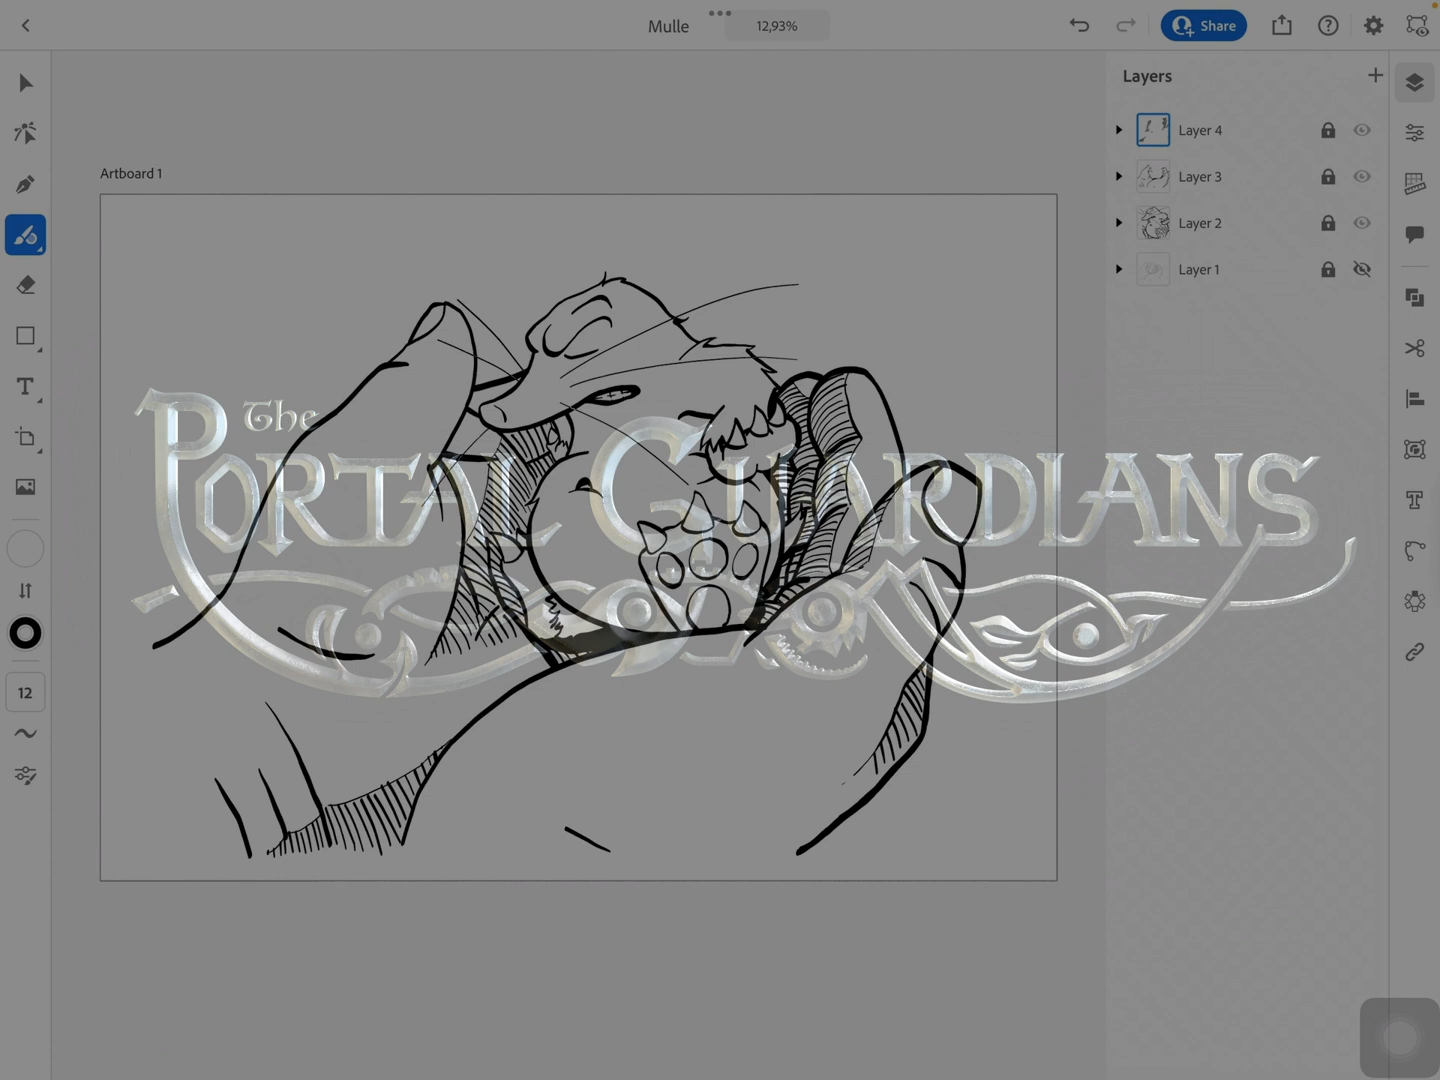 Mulle
12,93%
Share
Layers
Layer 4
Layer 3
Layer 2
Layer 1
Artboard 1
The
PORTAL GUARDIANS
12